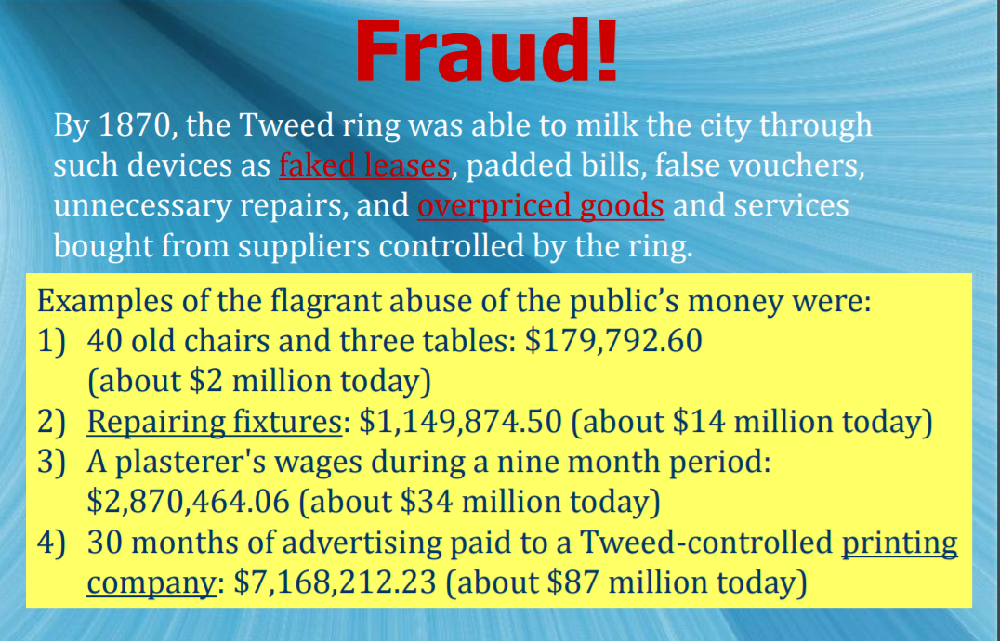 Fraud!
By 1870, the Tweed ring was able to milk the city through
such devices as faked leases, padded bills, false vouchers,
unnecessary repairs, and overpriced goods and services
bought from suppliers controlled by the ring.
Examples of the flagrant abuse of the public’s money were:
1) 40 old chairs and three tables: $179,792.60
(about $2 million today)
2) Repairing fixtures: $1,149,874.50 (about $14 million today)
3) A plasterer's wages during a nine month period:
$2,870,464.06 (about $34 million today)
4) 30 months of advertising paid to a Tweed-controlled printing
company: $7,168,212.23 (about $87 million today)